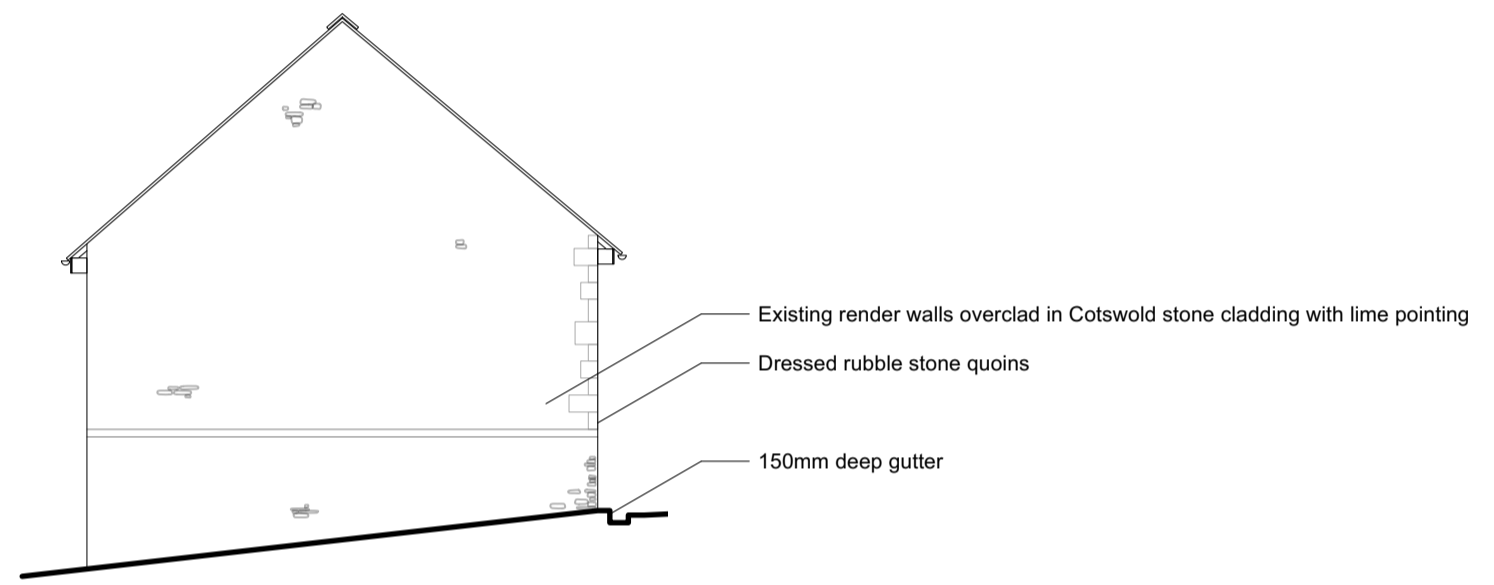 Existing render walls overclad in Cotswold stone cladding with lime pointing
Dressed rubble stone quoins
150mm deep gutter